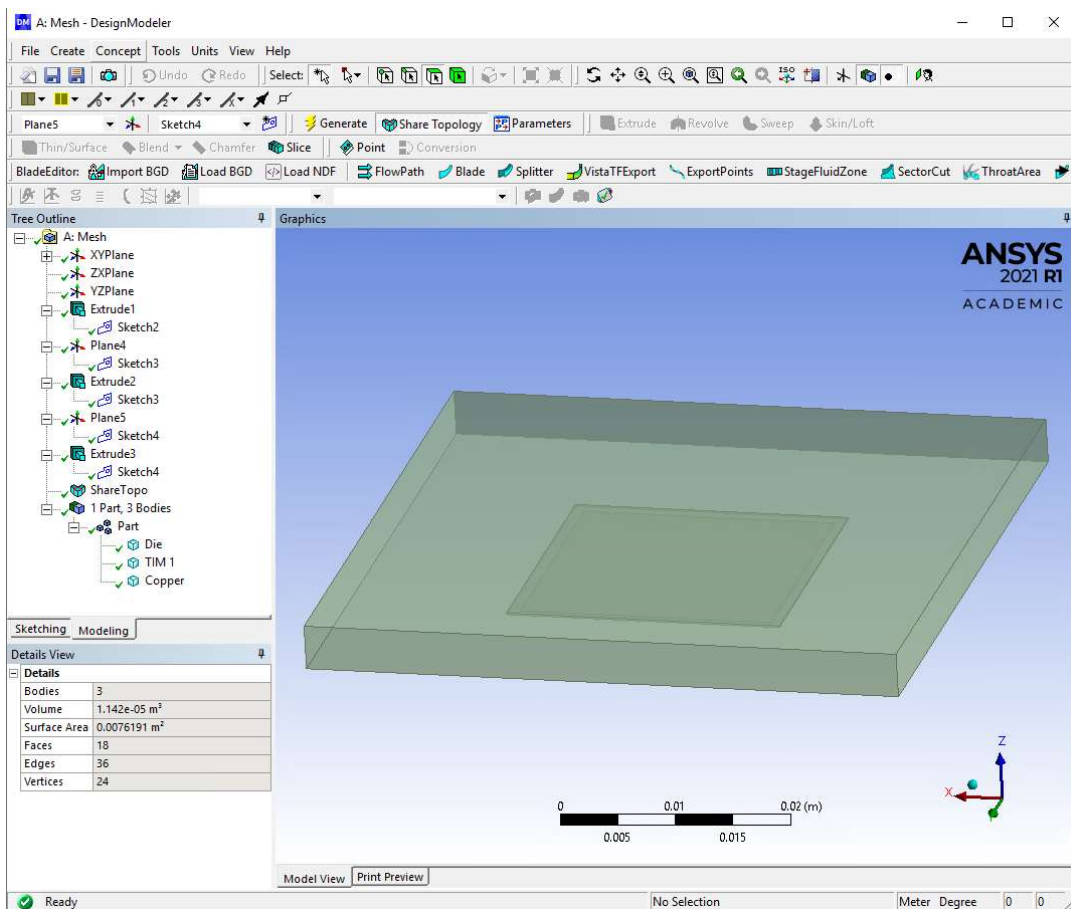 DM A: Mesh - DesignModeler
File Create Concept Tools Units View Help
Undo Redo Select: ISO
Plane5 Sketch4 Generate Share Topology Parameters Extrude Revolve Sweep Skin/Loft
Thin/Surface Blend Chamfer Slice Point Conversion
BladeEditor: Import BGD Load BGD Load NDF FlowPath Blade Splitter VistaTFExport ExportPoints StageFluidZone SectorCut ThroatArea
Tree Outline
A: Mesh
XYPlane
ZXPlane
YZPlane
Extrude1
Sketch2
Plane4
Sketch3
Extrude2
Sketch3
Plane5
Sketch4
Extrude3
Sketch4
ShareTopo
1 Part, 3 Bodies
Part
Die
TIM 1
Copper
Sketching Modeling
Details View
Details
Bodies 3
Volume 1.142e-05 m³
Surface Area 0.0076191 m²
Faces 18
Edges 36
Vertices 24
Graphics
ANSYS
2021 R1
ACADEMIC
Z
X
0 0.01 0.02 (m)
0.005 0.015
Model View Print Preview
Ready No Selection Meter Degree 0 0